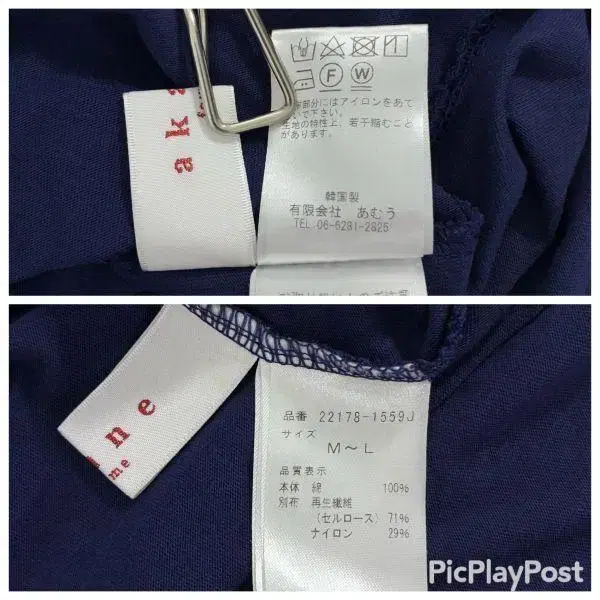 aks
F
W
部分にはアイロンをあて
いで下さい。
生地の特性上、若干縮むこと
があります。
韓国製
有限会社 あむう
TEL.06-6281-2825
ne
me
品番 22178-1559J
サイズ
M～L
品質表示
本体 綿 100%
別布 再生繊維
(セルロース) 71%
ナイロン 29%
PicPlayPost